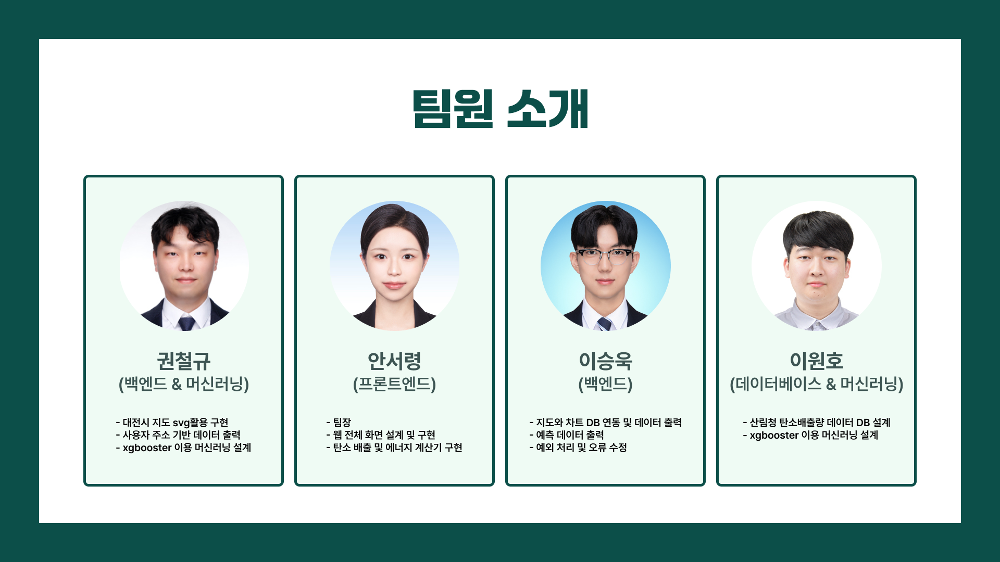 팀원 소개
권철규
(백엔드 & 머신러닝)
- 대전시 지도 svg활용 구현
- 사용자 주소 기반 데이터 출력
- xgbooster 이용 머신러닝 설계
안서령
(프론트엔드)
- 팀장
- 웹 전체 화면 설계 및 구현
- 탄소 배출 및 에너지 계산기 구현
이승욱
(백엔드)
- 지도와 차트 DB 연동 및 데이터 출력
- 예측 데이터 출력
- 예외 처리 및 오류 수정
이원호
(데이터베이스 & 머신러닝)
- 산림청 탄소배출량 데이터 DB 설계
- xgbooster 이용 머신러닝 설계